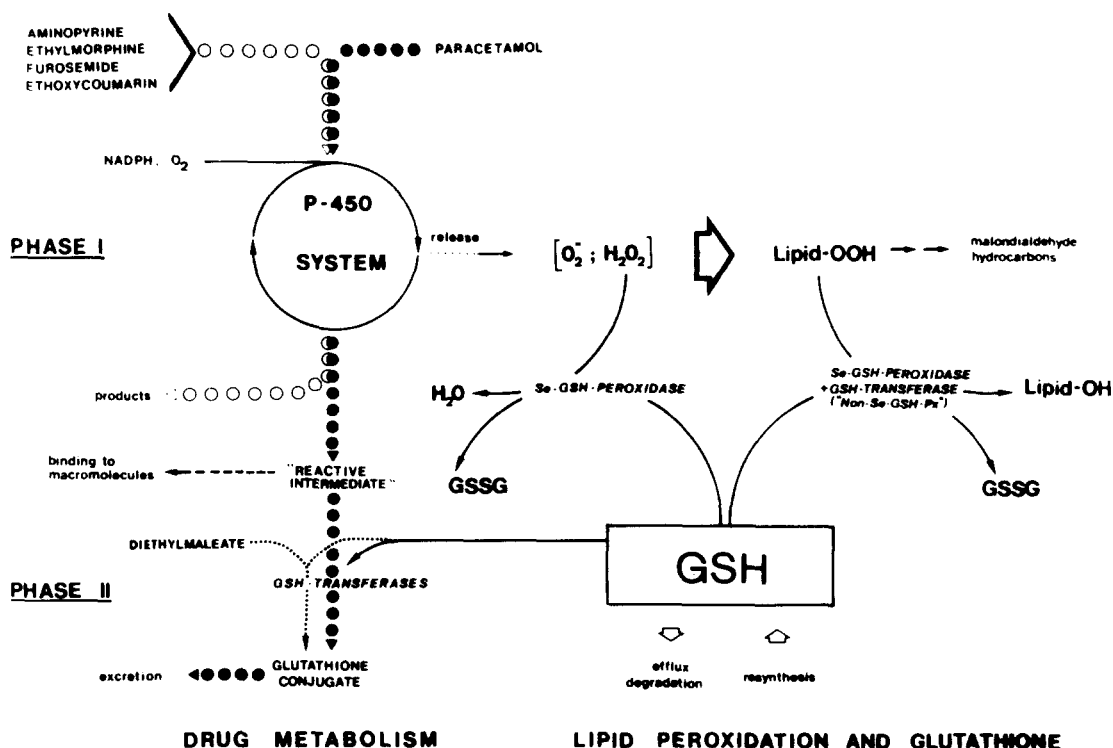 AMINOPYRINE
ETHYLMORPHINE
FUROSEMIDE
ETHOXYCOUMARIN
PARACETAMOL
NADPH, O2
P-450
SYSTEM
PHASE I
release
[O2-; H2O2]
Lipid-OOH
malondialdehyde
hydrocarbons
products
H2O
Se-GSH-PEROXIDASE
Se-GSH-PEROXIDASE
+GSH-TRANSFERASE
("Non-Se-GSH-Px")
Lipid-OH
binding to
macromolecules
"REACTIVE
INTERMEDIATE"
GSSG
GSSG
DIETHYLMALEATE
GSH
GSH TRANSFERASES
PHASE II
excretion
GLUTATHIONE
CONJUGATE
efflux
degradation
resynthesis
DRUG METABOLISM
LIPID PEROXIDATION AND GLUTATHIONE